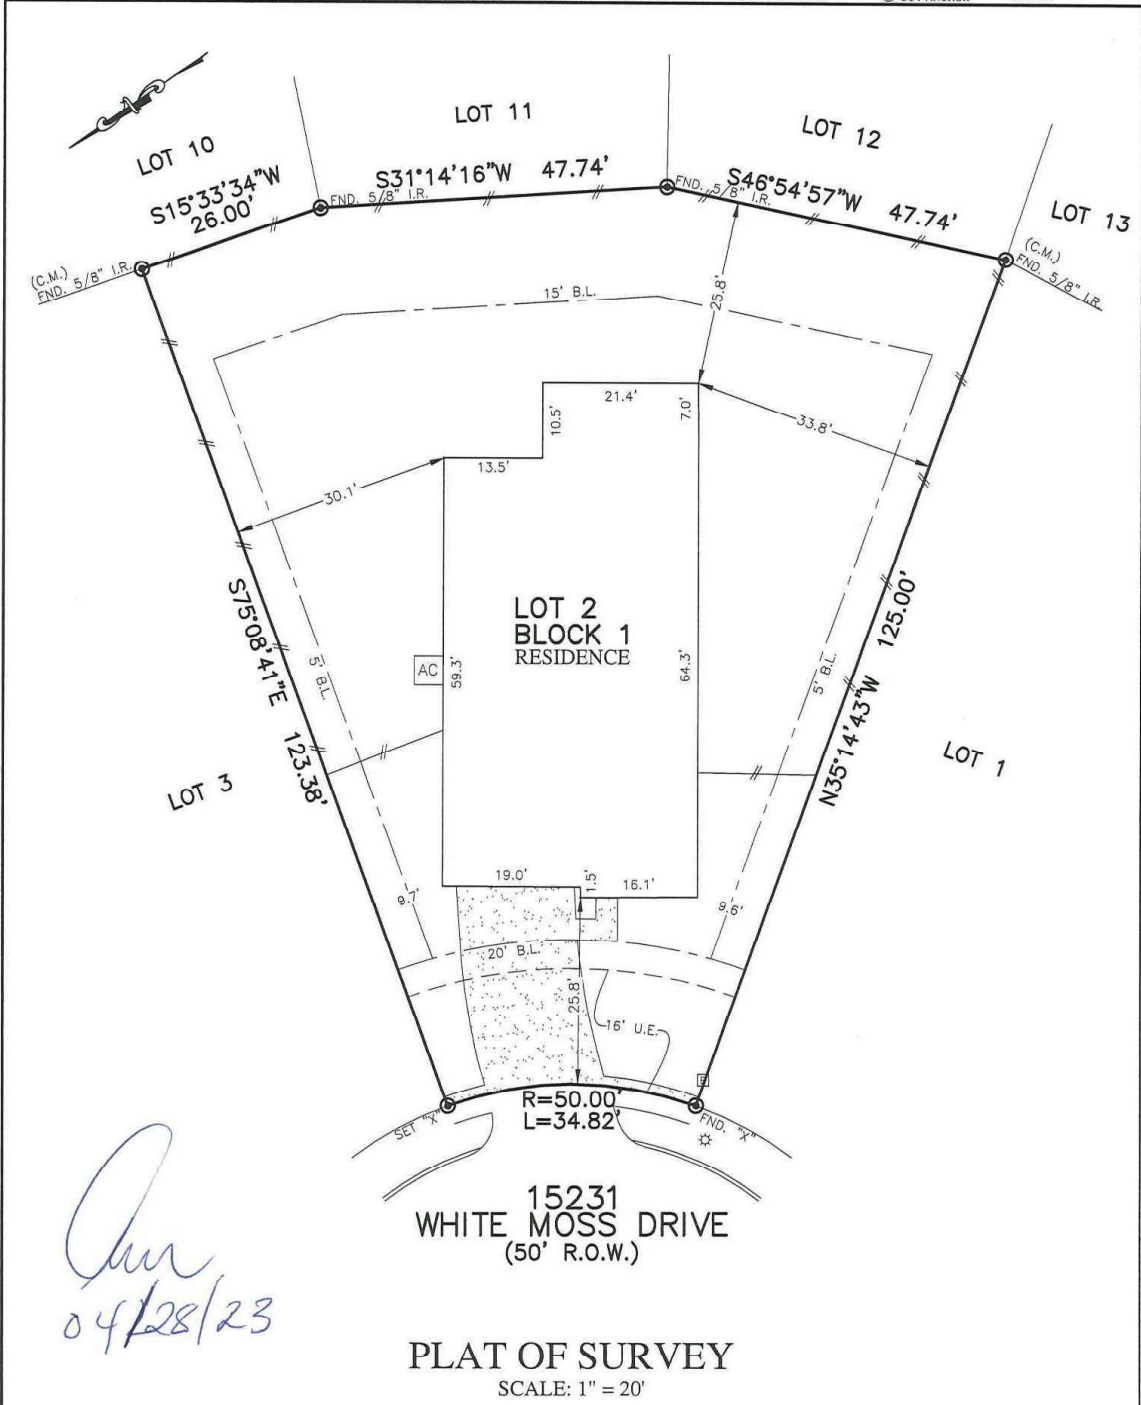 LOT 10
LOT 11
LOT 12
LOT 13
S15°33'34"W
26.00'
S31°14'16"W 47.74'
S46°54'57"W 47.74'
FND. 5/8" I.R.
FND. 5/8" I.R.
(C.M.)
FND. 5/8" I.R.
(C.M.)
FND. 5/8" I.R.
15' B.L.
25.8'
21.4'
10.5'
7.0'
33.8'
13.5'
30.1'
LOT 2
BLOCK 1
RESIDENCE
AC
59.3'
64.3'
S75°08'41"E 123.38'
5' B.L.
5' B.L.
N35°14'43"W 125.00'
LOT 3
LOT 1
19.0'
1.5'
16.1'
9.7'
9.6'
20' B.L.
25.8'
16' U.E.
R=50.00'
L=34.82'
SET "X"
FND. "X"
15231
WHITE MOSS DRIVE
(50' R.O.W.)
04/28/23
PLAT OF SURVEY
SCALE: 1" = 20'